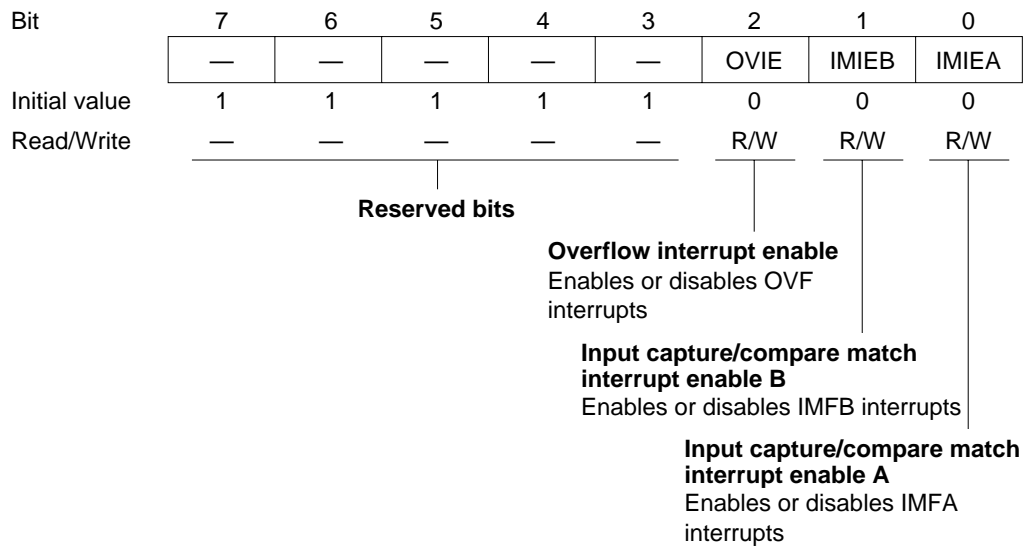 Bit 7 6 5 4 3 2 1 0
— — — — — OVIE IMIEB IMIEA
Initial value 1 1 1 1 1 0 0 0
Read/Write — — — — — R/W R/W R/W
Reserved bits
Overflow interrupt enable
Enables or disables OVF
interrupts
Input capture/compare match
interrupt enable B
Enables or disables IMFB interrupts
Input capture/compare match
interrupt enable A
Enables or disables IMFA
interrupts